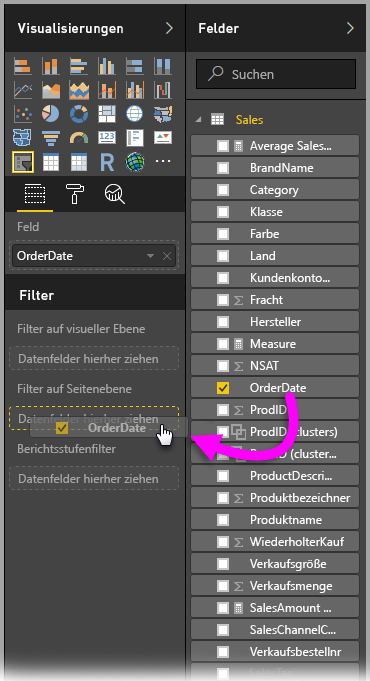 Visualisierungen
R
123
Feld
OrderDate
Filter
Filter auf visueller Ebene
Datenfelder hierher ziehen
Filter auf Seitenebene
Datenfelder hierher ziehen
OrderDate
Berichtsstufenfilter
Datenfelder hierher ziehen
Felder
Suchen
Sales
Average Sales...
BrandName
Category
Klasse
Farbe
Land
Kundenkonto...
Fracht
Hersteller
Measure
NSAT
OrderDate
ProdID
ProdID (clusters)
(cluster...
ProductDescri...
Produktbezeichner
Produktname
WiederholterKauf
Verkaufsgröße
Verkaufsmenge
SalesAmount ...
SalesChannelC...
Verkaufsbestellnr